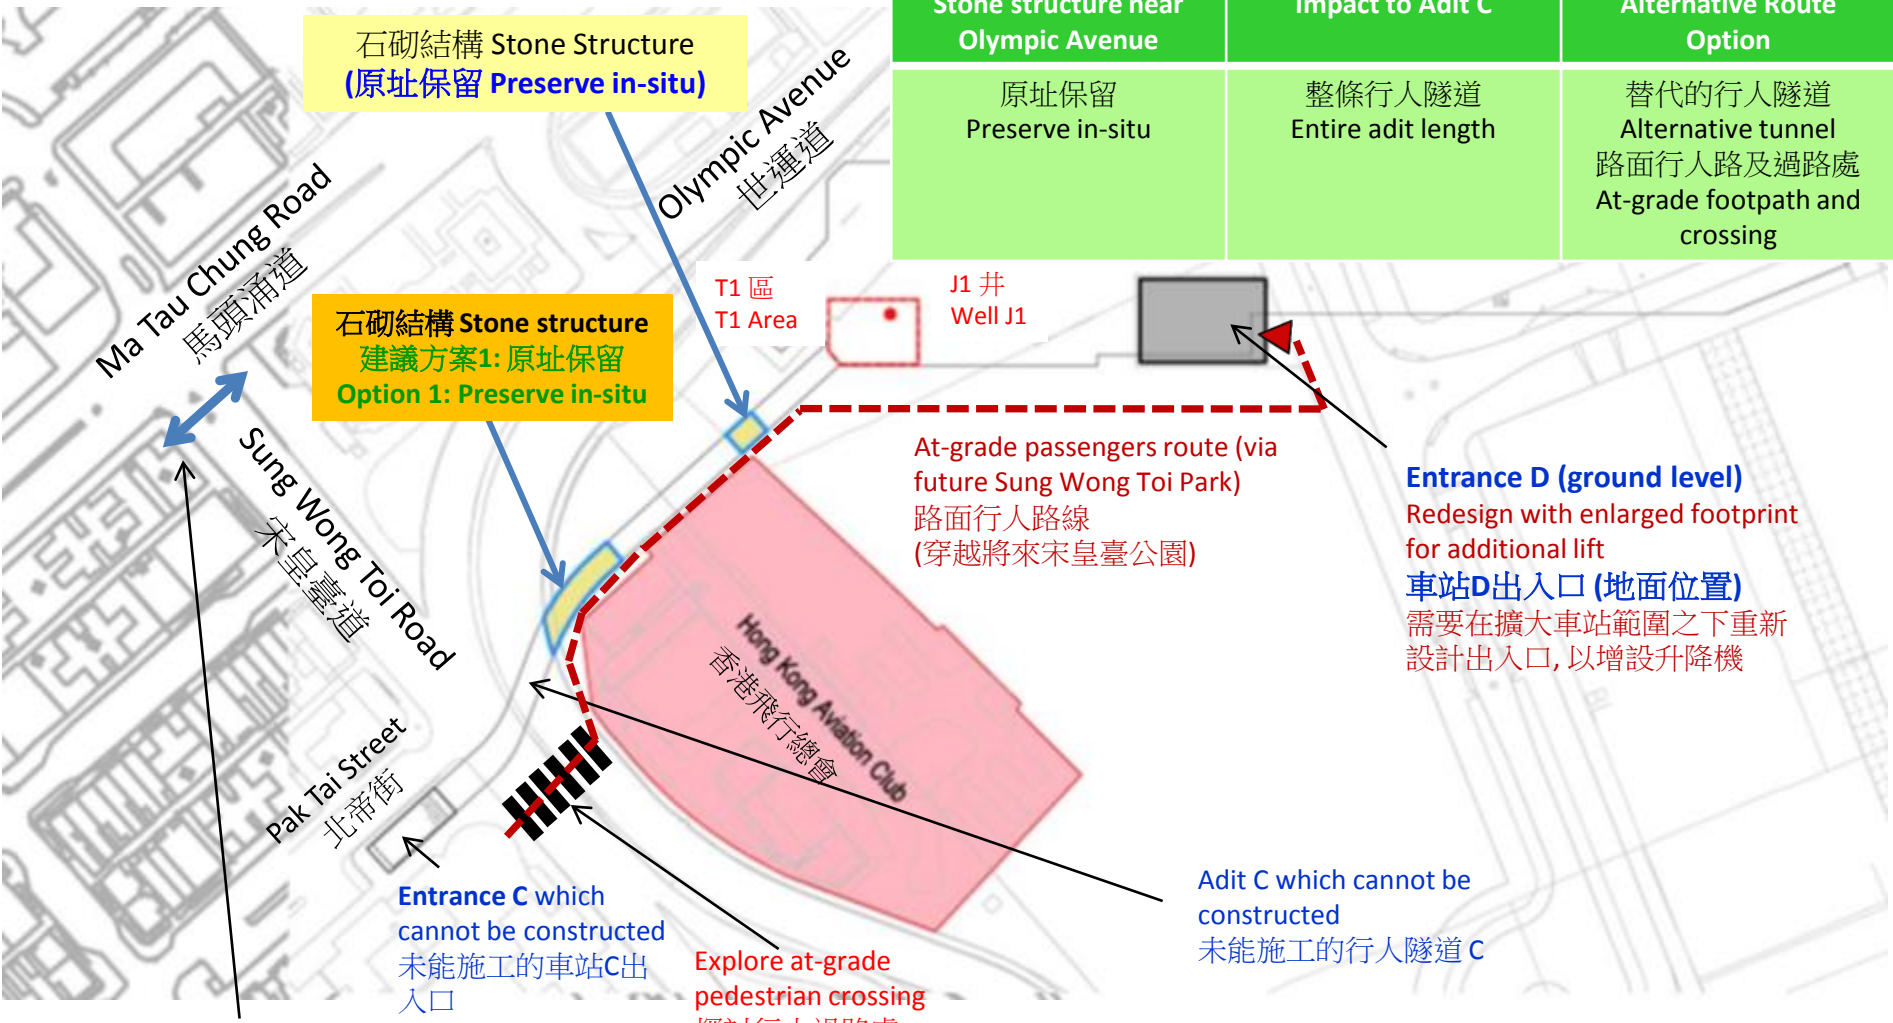 石砌結構 Stone Structure
(原址保留 Preserve in-situ)
Stone structure near
Olympic Avenue
Impact to Adit C
Alternative Route
Option
原址保留
Preserve in-situ
整條行人隧道
Entire adit length
替代的行人隧道
Alternative tunnel
路面行人路及過路處
At-grade footpath and
crossing
Olympic Avenue
世運道
Ma Tau Chung Road
馬頭涌道
石砌結構 Stone structure
建議方案1: 原址保留
Option 1: Preserve in-situ
T1 區
T1 Area
J1 井
Well J1
Sung Wong Toi Road
宋皇臺道
At-grade passengers route (via
future Sung Wong Toi Park)
路面行人路線
(穿越將來宋皇臺公園)
Entrance D (ground level)
Redesign with enlarged footprint
for additional lift
車站D出入口 (地面位置)
需要在擴大車站範圍之下重新
設計出入口, 以增設升降機
Hong Kong Aviation Club
香港飛行總會
Pak Tai Street
北帝街
Entrance C which
cannot be constructed
未能施工的車站C出
入口
Explore at-grade
pedestrian crossing
探討行人過路處
Adit C which cannot be
constructed
未能施工的行人隧道 C